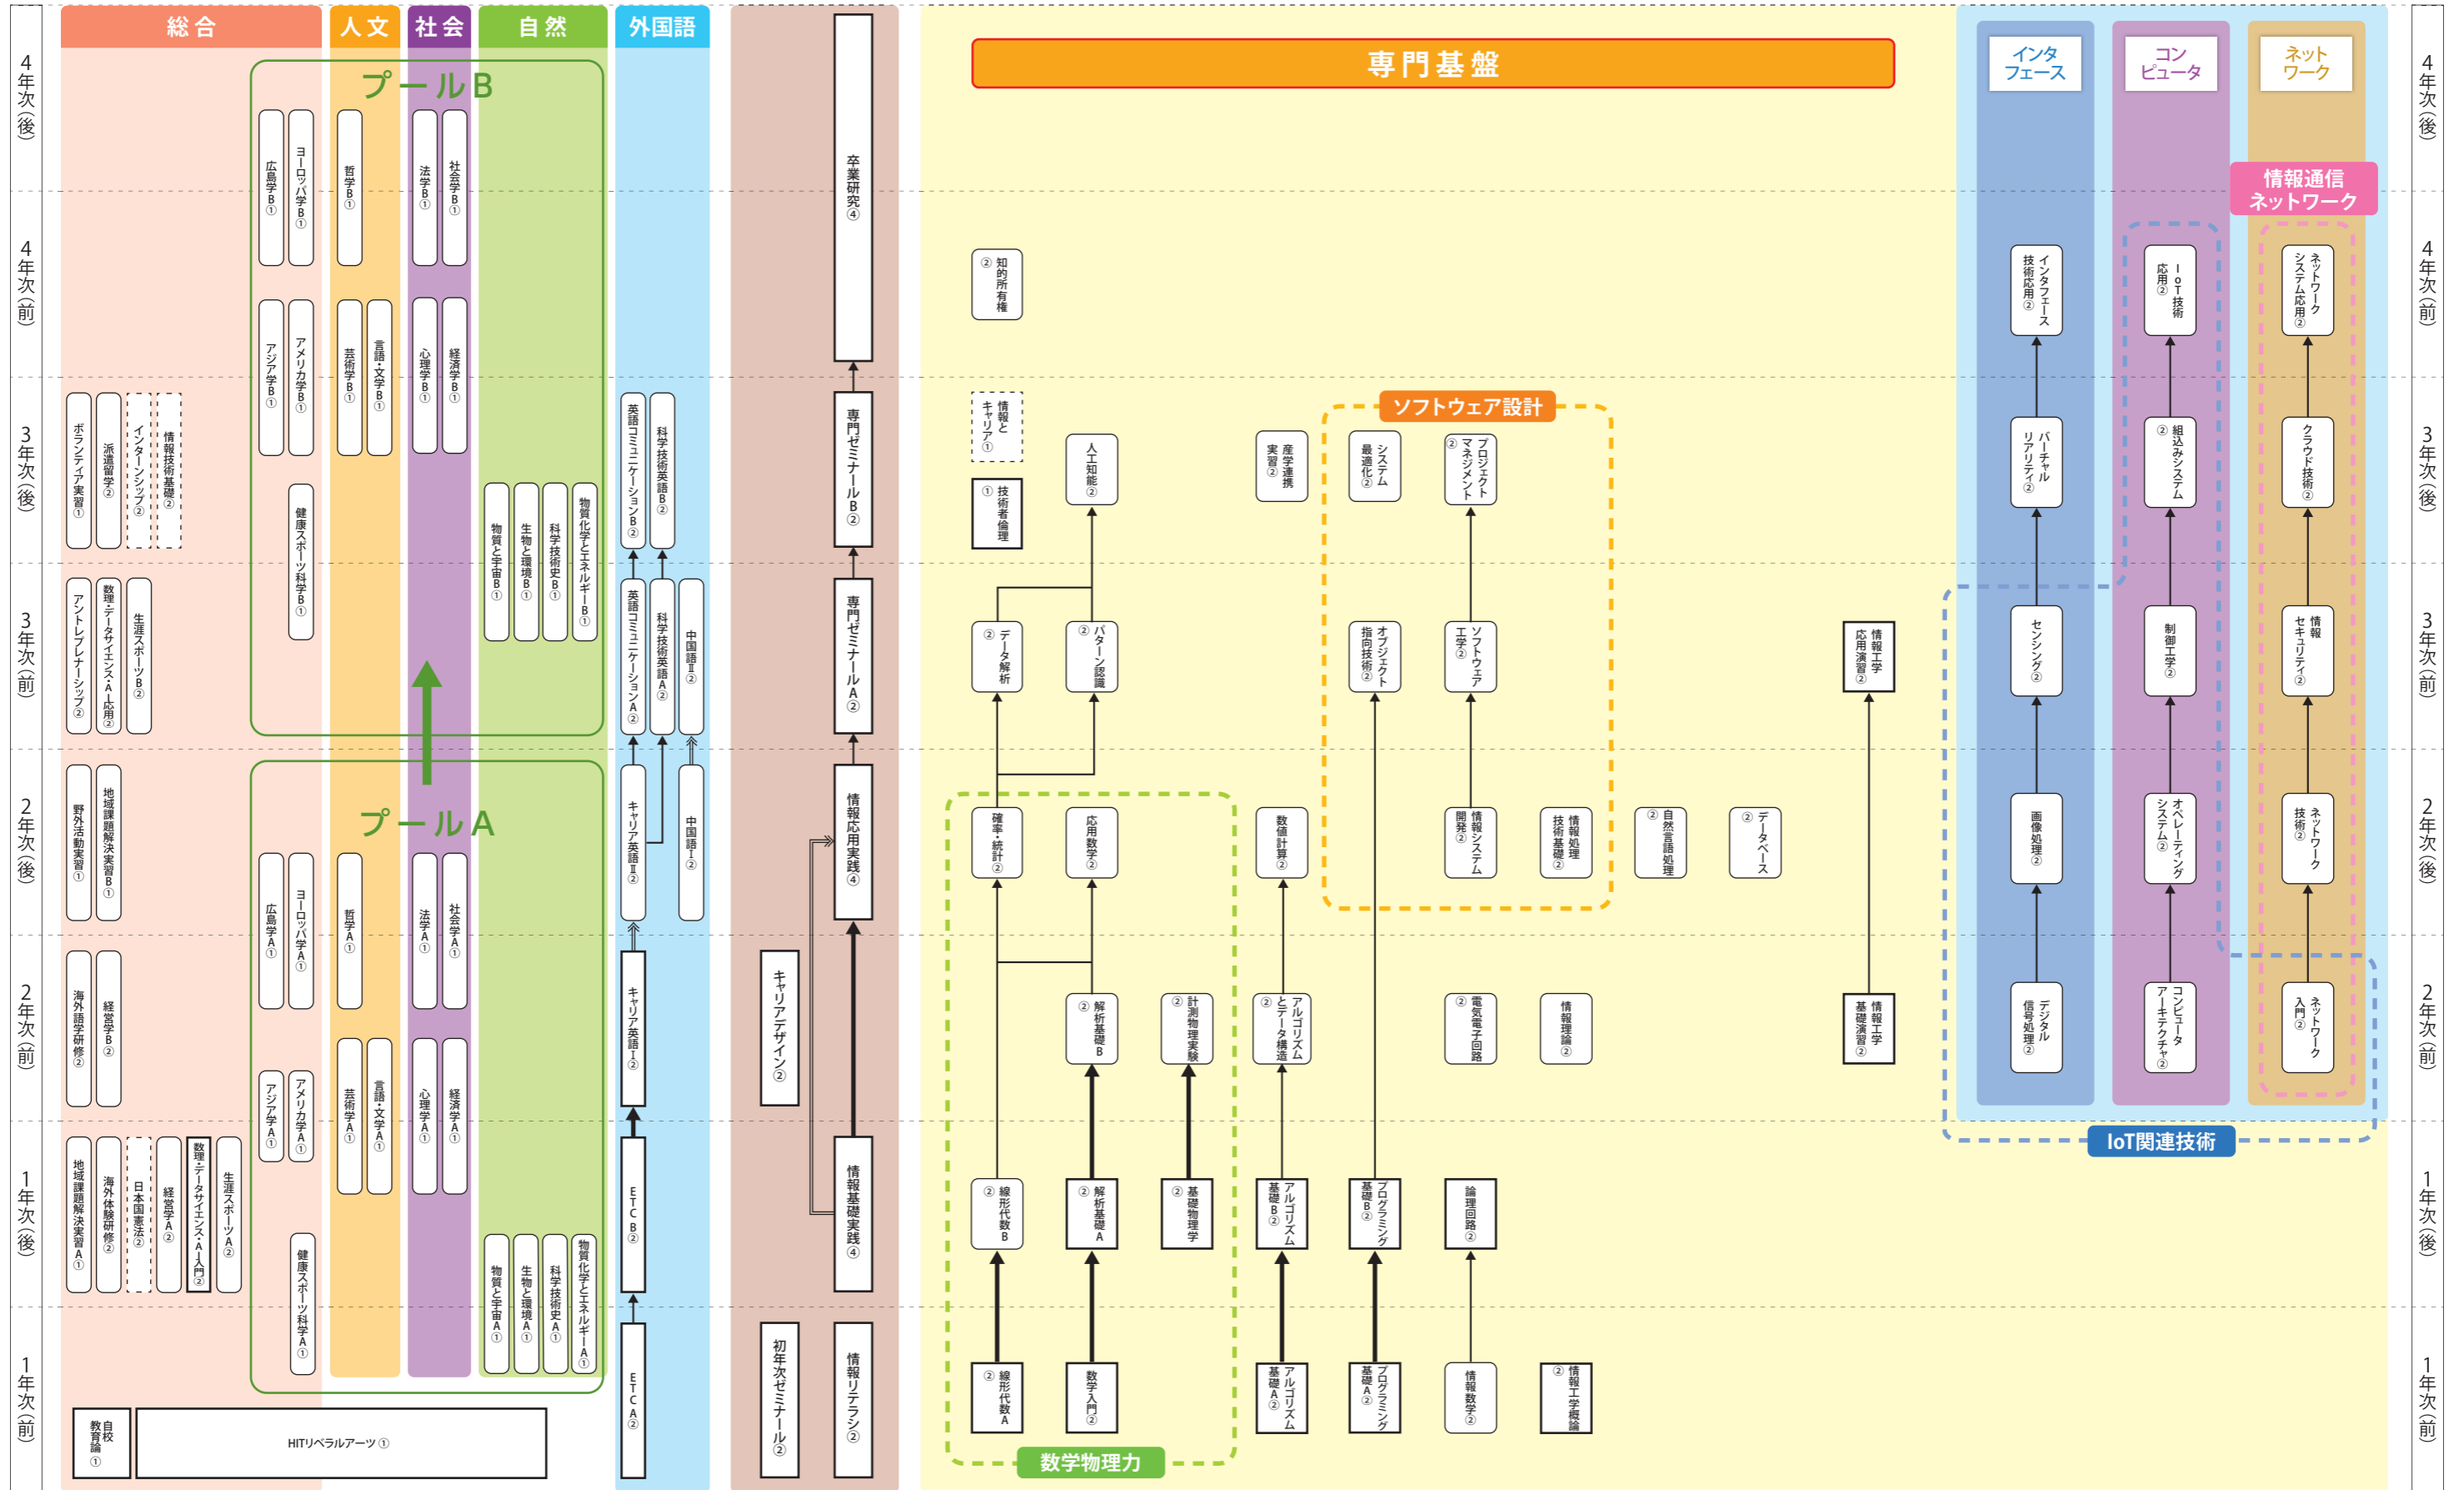 総合
人文
社会
自然
外国語
専門基盤
インタ
フェース
コン
ピュータ
ネット
ワーク
4年次(後)
4年次(後)
プールB
広島学B①
ヨーロッパ学B①
哲学B①
法学B①
社会学B①
卒業研究④
情報通信
ネットワーク
4年次(前)
4年次(前)
アジア学B①
アメリカ学B①
芸術学B①
言語・文学B①
心理学B①
経済学B①
知的所有権
②
インタフェース
技術応用②
IoT技術
応用②
ネットワーク
システム応用②
3年次(後)
3年次(後)
ボランティア実習①
派遣留学②
インターンシップ②
情報技術基礎②
健康スポーツ科学B①
物質と宇宙B①
生物と環境B①
科学技術史B①
物質化学とエネルギーB①
英語コミュニケーションB②
科学技術英語B②
専門ゼミナールB②
情報と
キャリア①
技術者倫理
①
人工知能②
産学連携
実習②
ソフトウェア設計
システム
最適化②
プロジェクト
マネジメント
②
バーチャル
リアリティ②
組込みシステム
②
クラウド技術②
3年次(前)
3年次(前)
アントレプレナーシップ②
数理・データサイエンス・AI応用②
生涯スポーツB②
英語コミュニケーションA②
科学技術英語A②
中国語Ⅱ②
専門ゼミナールA②
データ解析
②
パターン認識
②
オブジェクト
指向技術②
ソフトウェア
工学②
情報工学
応用演習②
センシング②
制御工学②
情報
セキュリティ②
2年次(後)
2年次(後)
プールA
野外活動実習①
地域課題解決実習B①
広島学A①
ヨーロッパ学A①
哲学A①
法学A①
社会学A①
キャリア英語Ⅱ②
中国語Ⅰ②
情報応用実践④
確率・統計②
応用数学②
数値計算②
情報システム
開発②
情報処理
技術基礎②
自然言語処理
②
データベース
②
画像処理②
オペレーティング
システム②
ネットワーク
技術②
2年次(前)
2年次(前)
海外語学研修②
経営学B②
アジア学A①
アメリカ学A①
芸術学A①
言語・文学A①
心理学A①
経済学A①
キャリア英語Ⅰ②
キャリアデザイン②
解析基礎B
②
計測物理実験
②
アルゴリズム
とデータ構造
②
電気電子回路
②
情報理論②
情報工学
基礎演習②
デジタル
信号処理②
コンピュータ
アーキテクチャ②
ネットワーク
入門②
IoT関連技術
1年次(後)
1年次(後)
地域課題解決実習A①
海外体験研修②
日本国憲法②
経営学A②
数理・データサイエンス・AI入門②
生涯スポーツA②
健康スポーツ科学A①
物質と宇宙A①
生物と環境A①
科学技術史A①
物質化学とエネルギーA①
ETC B②
情報基礎実践④
線形代数B
②
解析基礎A
②
基礎物理学
②
アルゴリズム
基礎B②
プログラミング
基礎B②
論理回路②
1年次(前)
1年次(前)
自校
教育論
①
HITリベラルアーツ ①
ETC A②
初年次ゼミナール②
情報リテラシ②
線形代数A
②
数学入門②
アルゴリズム
基礎A②
プログラミング
基礎A②
情報数学②
情報工学概論
②
数学物理力